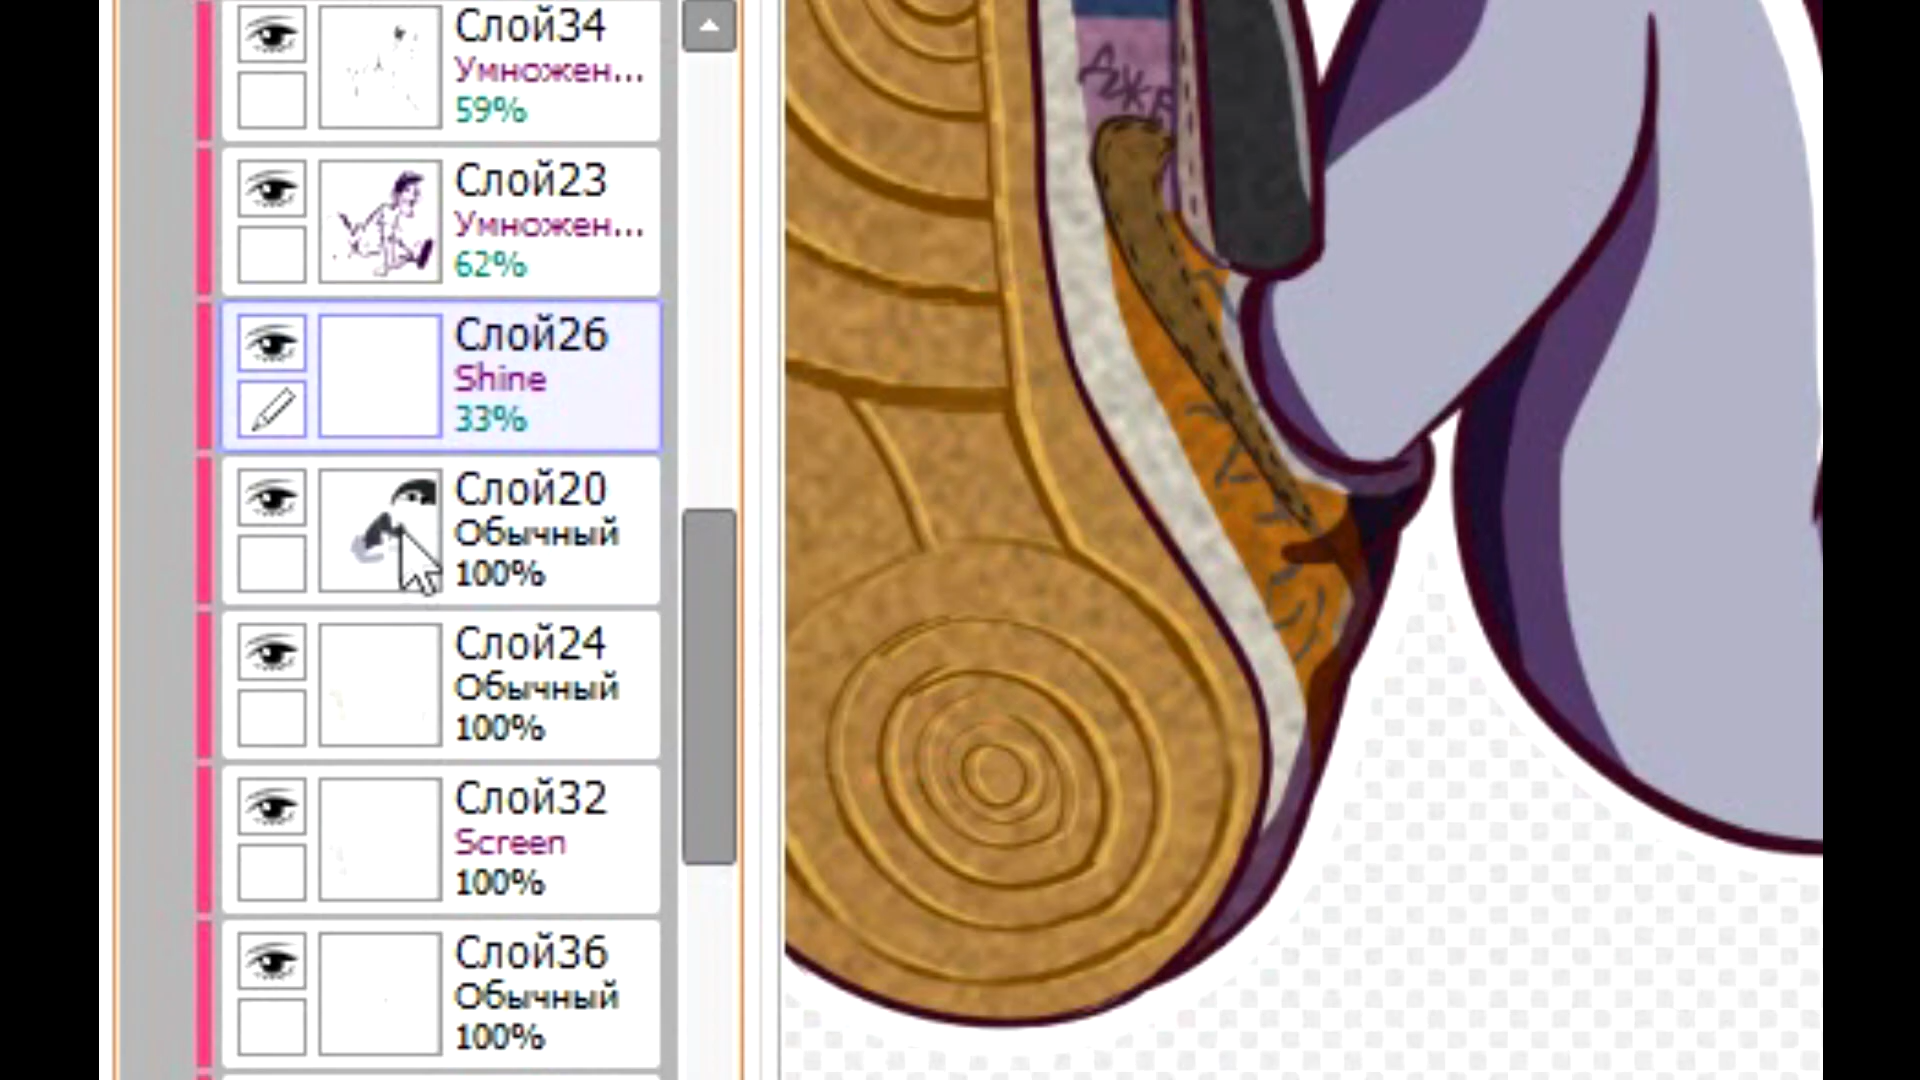 Слой34
Умножен...
59%
Слой23
Умножен...
62%
Слой26
Shine
33%
Слой20
Обычный
100%
Слой24
Обычный
100%
Слой32
Screen
100%
Слой36
Обычный
100%